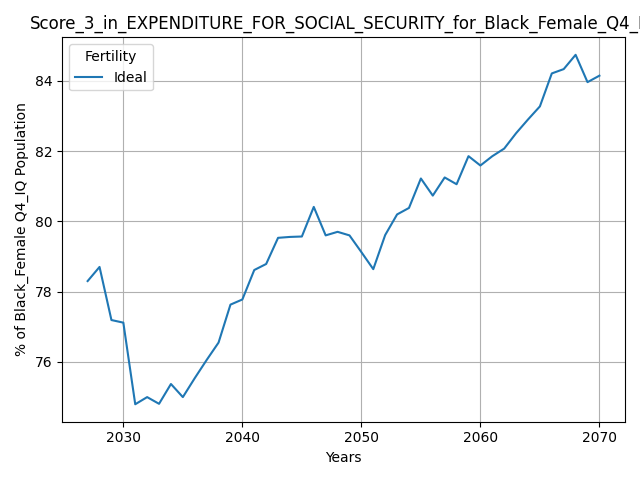 Score_3_in_EXPENDITURE_FOR_SOCIAL_SECURITY_for_Black_Female_Q4_I
Fertility
Ideal
% of Black_Female Q4_IQ Population
84
82
80
78
76
2030 2040 2050 2060 2070
Years